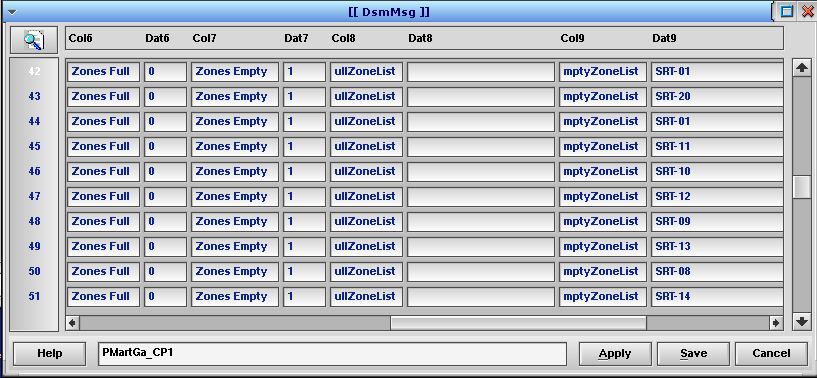 [[ DsmMsg ]]
Col6 Dat6 Col7 Dat7 Col8 Dat8 Col9 Dat9
42 Zones Full 0 Zones Empty 1 ullZoneList mptyZoneList SRT-01
43 Zones Full 0 Zones Empty 1 ullZoneList mptyZoneList SRT-20
44 Zones Full 0 Zones Empty 1 ullZoneList mptyZoneList SRT-01
45 Zones Full 0 Zones Empty 1 ullZoneList mptyZoneList SRT-11
46 Zones Full 0 Zones Empty 1 ullZoneList mptyZoneList SRT-10
47 Zones Full 0 Zones Empty 1 ullZoneList mptyZoneList SRT-12
48 Zones Full 0 Zones Empty 1 ullZoneList mptyZoneList SRT-09
49 Zones Full 0 Zones Empty 1 ullZoneList mptyZoneList SRT-13
50 Zones Full 0 Zones Empty 1 ullZoneList mptyZoneList SRT-08
51 Zones Full 0 Zones Empty 1 ullZoneList mptyZoneList SRT-14
Help PMartGa_CP1 Apply Save Cancel